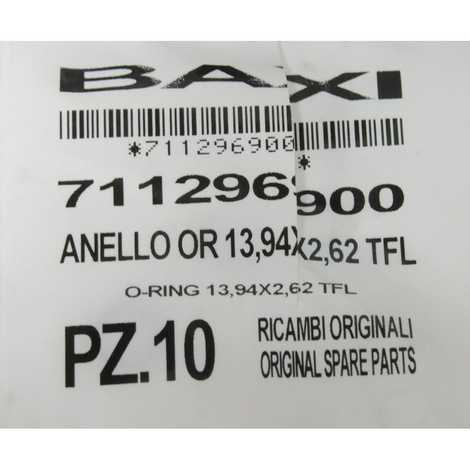 BAXI
*711296900*
711296900
ANELLO OR 13,94X2,62 TFL
O-RING 13,94X2,62 TFL
PZ.10
RICAMBI ORIGINALI
ORIGINAL SPARE PARTS